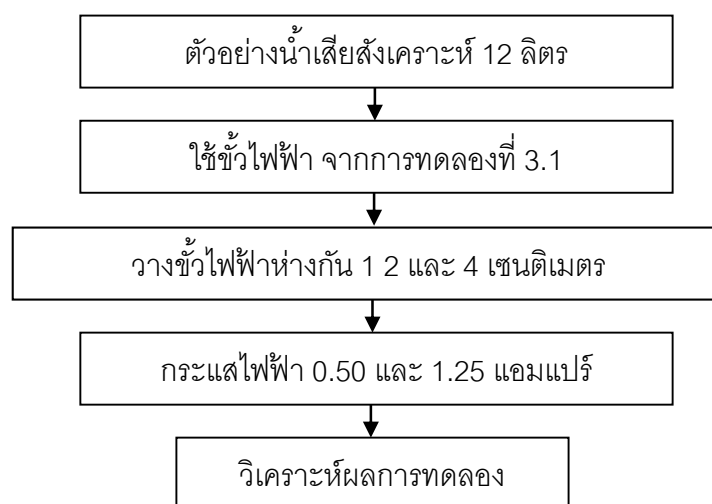 ตัวอย่างน้ำเสียสังเคราะห์ 12 ลิตร
ใช้ขั้วไฟฟ้า จากการทดลองที่ 3.1
วางขั้วไฟฟ้าห่างกัน 1 2 และ 4 เซนติเมตร
กระแสไฟฟ้า 0.50 และ 1.25 แอมแปร์
วิเคราะห์ผลการทดลอง